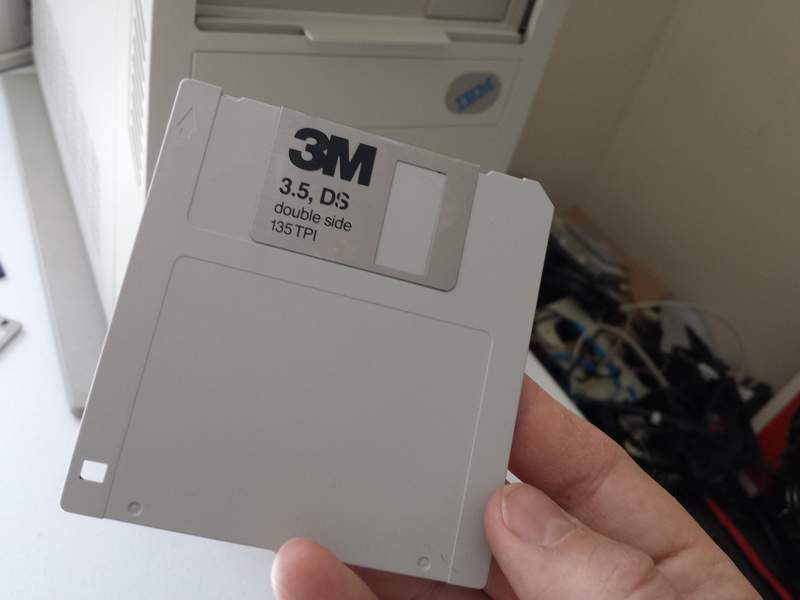 IBM
3M
3.5, DS
double side
135 TPI